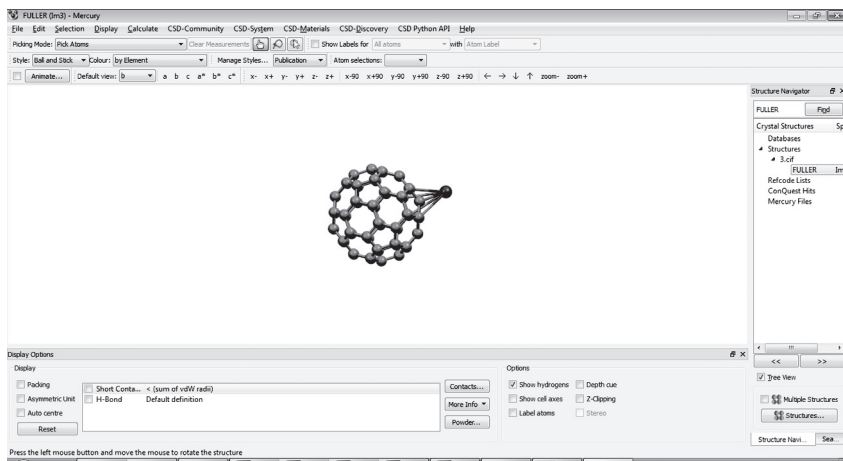 FULLER (Im3) - Mercury
File Edit Selection Display Calculate CSD-Community CSD-System CSD-Materials CSD-Discovery CSD Python API Help
Picking Mode: Pick Atoms Clear Measurements Show Labels for All atoms with Atom Label
Style: Ball and Stick Colour: by Element Manage Styles... Publication Atom selections:
Animate... Default view: b a b c a* b* c* x- x+ y- y+ z- z+ x-90 x+90 y-90 y+90 z-90 z+90 ← → ↓ ↑ zoom- zoom+
Structure Navigator
FULLER Find
Crystal Structures Sp
Databases
Structures
3.cif
FULLER Im
Refcode Lists
ConQuest Hits
Mercury Files
<< >>
Tree View
Multiple Structures
Structures...
Structure Navi... Sea...
Display Options
Display
Packing
Asymmetric Unit
Auto centre
Reset
Short Conta... < (sum of vdW radii)
H-Bond Default definition
Contacts...
More Info
Powder...
Options
Show hydrogens Depth cue
Show cell axes Z-Clipping
Label atoms Stereo
Press the left mouse button and move the mouse to rotate the structure